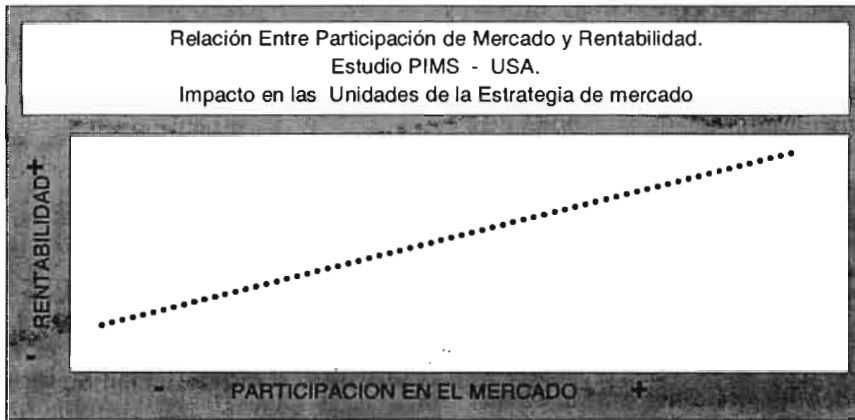 Relación Entre Participación de Mercado y Rentabilidad.
Estudio PIMS - USA.
Impacto en las Unidades de la Estrategia de mercado
- RENTABILIDAD+
- PARTICIPACION EN EL MERCADO +